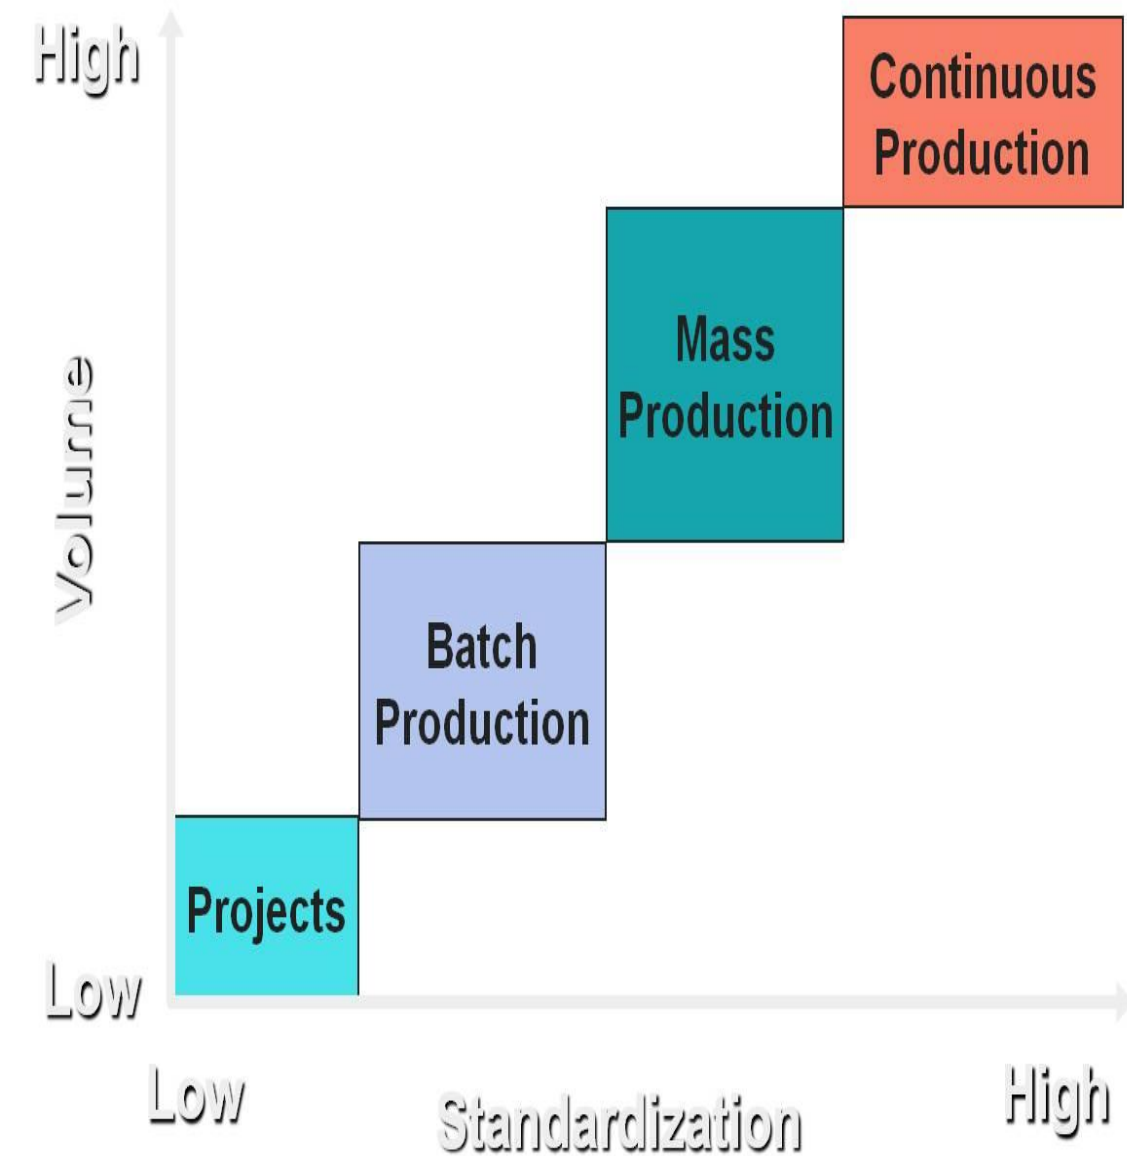 High
Continuous
Production
Mass
Production
Volume
Batch
Production
Projects
Low
Low
High
Standardization